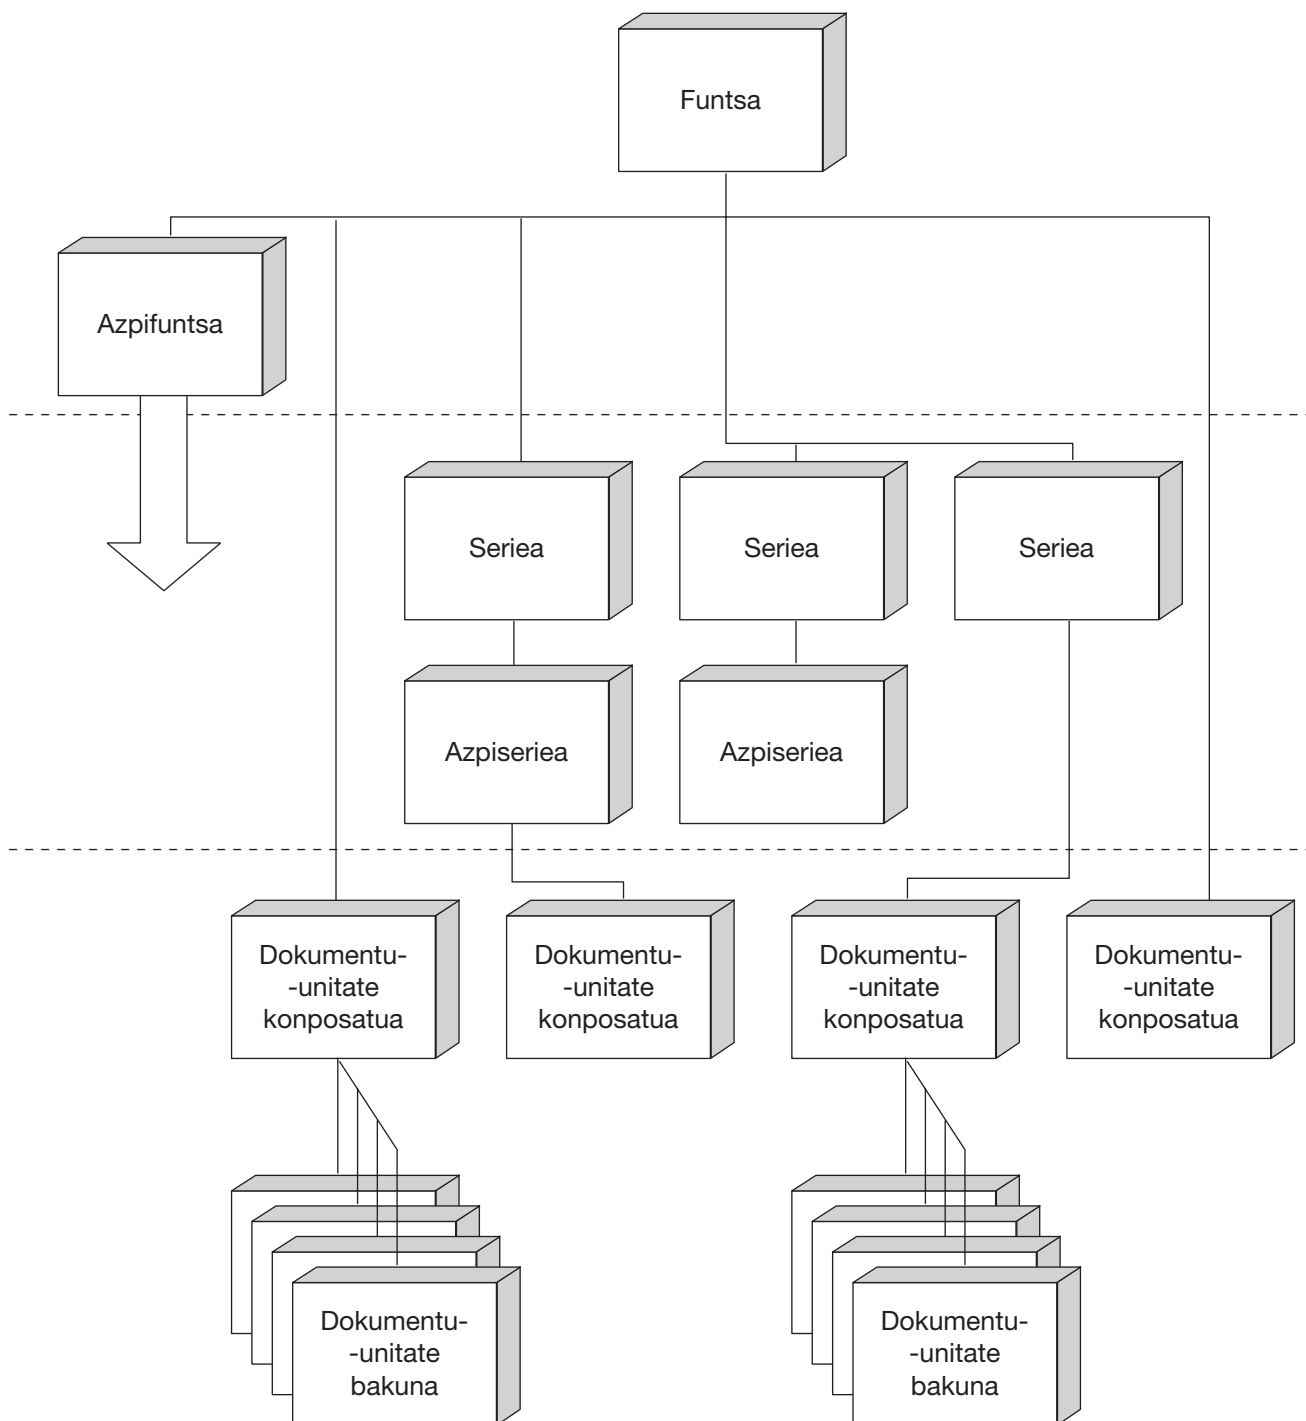 Funtsa
Azpifuntsa
Seriea
Seriea
Seriea
Azpiseriea
Azpiseriea
Dokumentu-
-unitate
konposatua
Dokumentu-
-unitate
konposatua
Dokumentu-
-unitate
konposatua
Dokumentu-
-unitate
konposatua
Dokumentu-
-unitate
bakuna
Dokumentu-
-unitate
bakuna